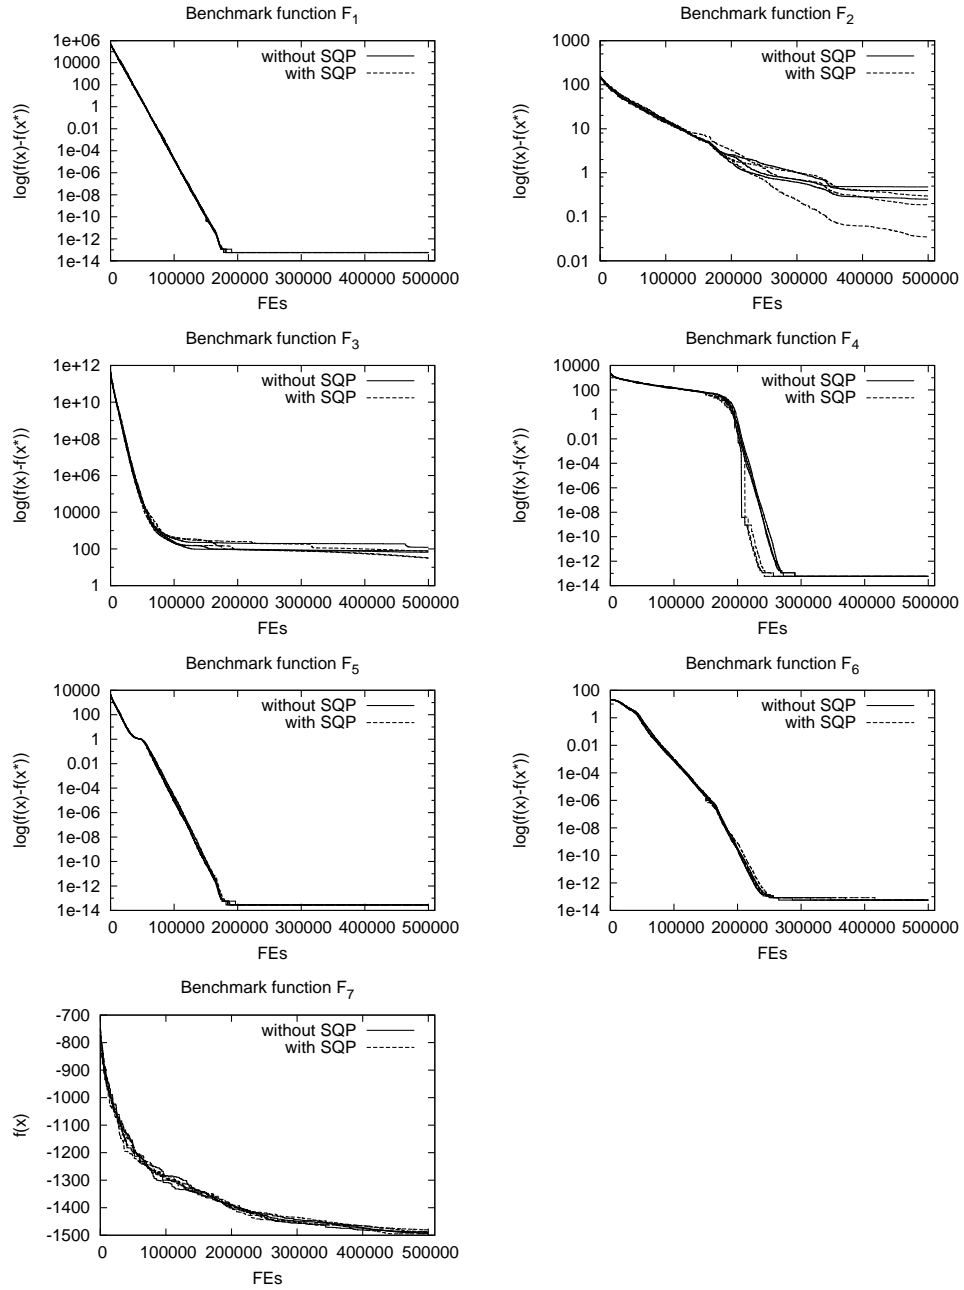 Benchmark function F1
1e+06
10000
100
1
0.01
1e-04
1e-06
1e-08
1e-10
1e-12
1e-14
0 100000 200000 300000 400000 500000
log(f(x)-f(x*))
FEs
without SQP
with SQP
Benchmark function F2
1000
100
10
1
0.1
0.01
0 100000 200000 300000 400000 500000
log(f(x)-f(x*))
FEs
without SQP
with SQP
Benchmark function F3
1e+12
1e+10
1e+08
1e+06
10000
100
1
0 100000 200000 300000 400000 500000
log(f(x)-f(x*))
FEs
without SQP
with SQP
Benchmark function F4
10000
100
1
0.01
1e-04
1e-06
1e-08
1e-10
1e-12
1e-14
0 100000 200000 300000 400000 500000
log(f(x)-f(x*))
FEs
without SQP
with SQP
Benchmark function F5
10000
100
1
0.01
1e-04
1e-06
1e-08
1e-10
1e-12
1e-14
0 100000 200000 300000 400000 500000
log(f(x)-f(x*))
FEs
without SQP
with SQP
Benchmark function F6
100
1
0.01
1e-04
1e-06
1e-08
1e-10
1e-12
1e-14
0 100000 200000 300000 400000 500000
log(f(x)-f(x*))
FEs
without SQP
with SQP
Benchmark function F7
-700
-800
-900
-1000
-1100
-1200
-1300
-1400
-1500
0 100000 200000 300000 400000 500000
f(x)
FEs
without SQP
with SQP